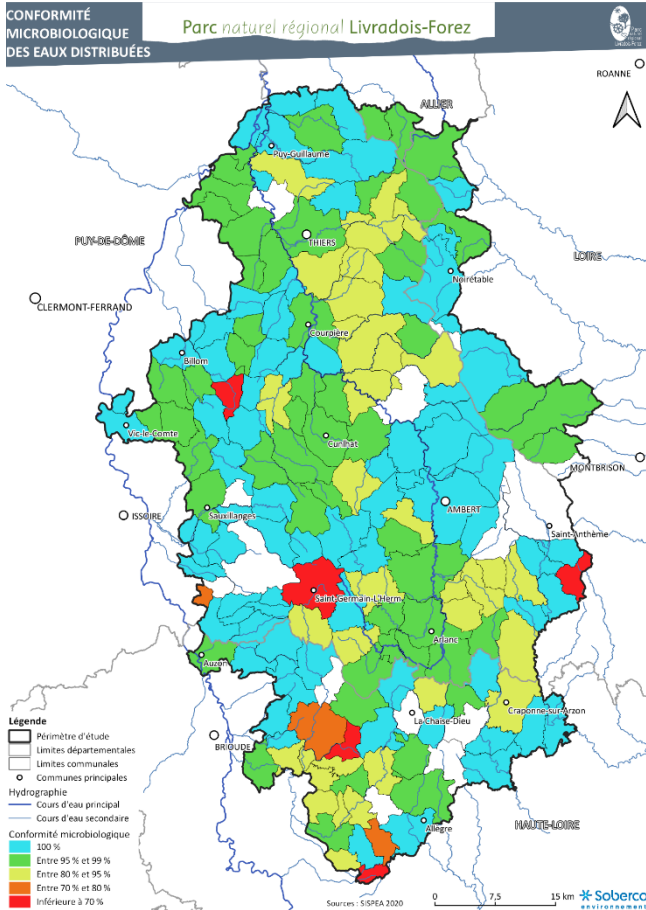 CONFORMITÉ
MICROBIOLOGIQUE
DES EAUX DISTRIBUÉES
Parc naturel régional Livradois-Forez
ROANNE
ALLIER
Puy-Guillaume
PUY-DE-DÔME
THIERS
LOIRE
Noirétable
CLERMONT-FERRAND
Courpière
Billom
Vic-le-Comte
Cunlhat
MONTBRISON
ISSOIRE
Sauxillanges
AMBERT
Saint-Anthème
Saint-Germain-L'Herm
Arlanc
Auzon
La Chaise-Dieu
Craponne-sur-Arzon
BRIOUDE
Allègre
HAUTE-LOIRE
Légende
Périmètre d'étude
Limites départementales
Limites communales
Communes principales
Hydrographie
Cours d'eau principal
Cours d'eau secondaire
Conformité microbiologique
100 %
Entre 95 % et 99 %
Entre 80 % et 95 %
Entre 70 % et 80 %
Inférieure à 70 %
Sources : SISPEA 2020
0 7,5 15 km
Soberco
environnement